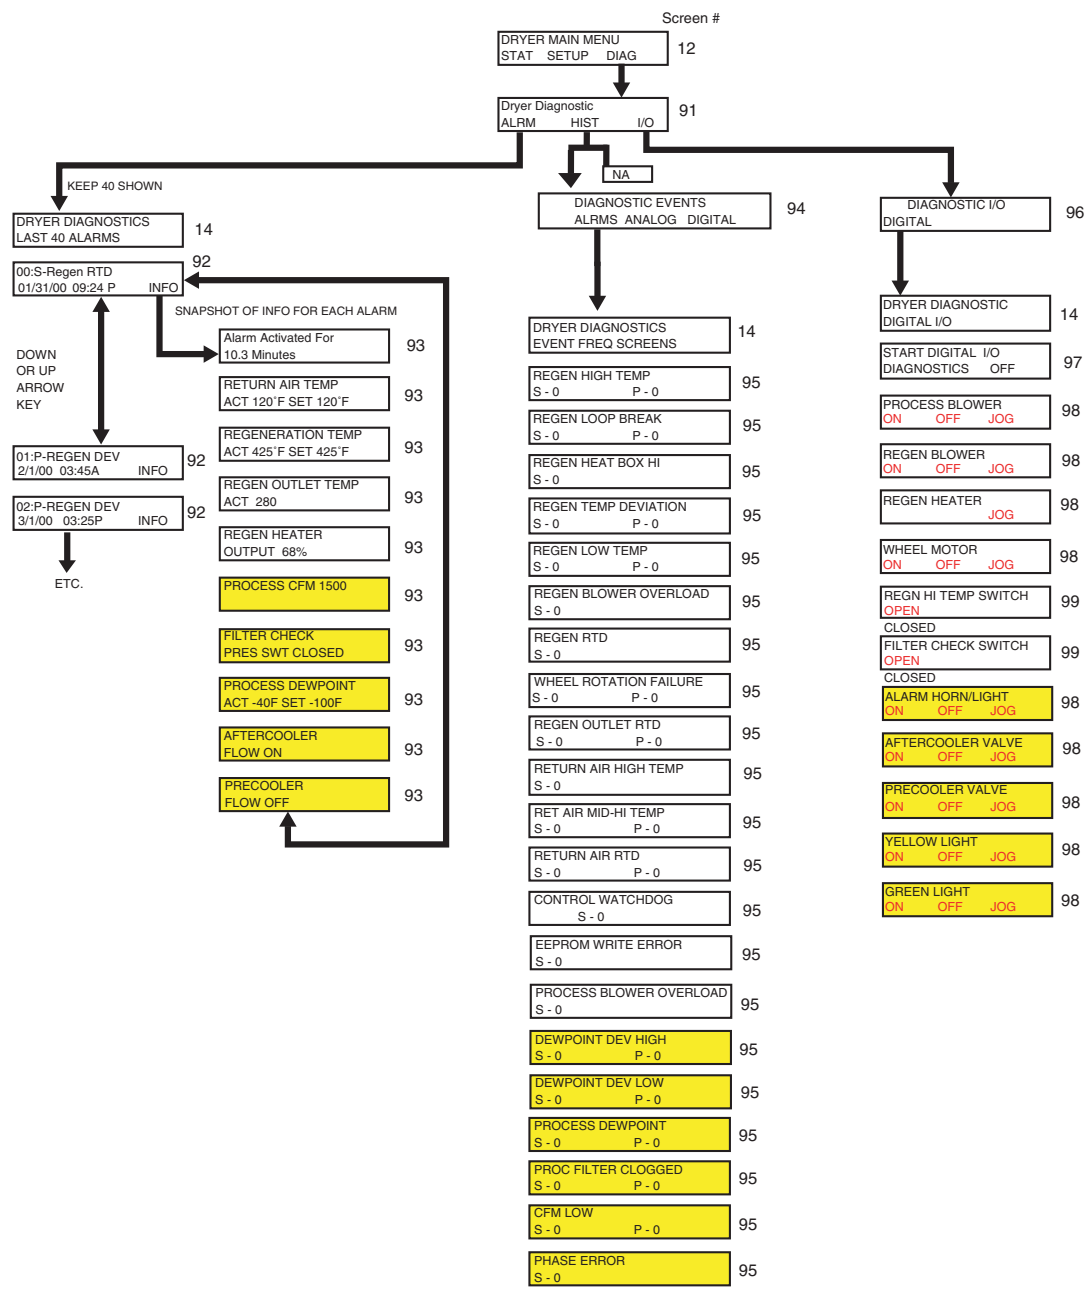 Screen #
DRYER MAIN MENU
STAT SETUP DIAG
12
Dryer Diagnostic
ALRM HIST I/O
91
KEEP 40 SHOWN
NA
DRYER DIAGNOSTICS
LAST 40 ALARMS
14
00:S-Regen RTD
01/31/00 09:24 P INFO
92
SNAPSHOT OF INFO FOR EACH ALARM
DOWN
OR UP
ARROW
KEY
01:P-REGEN DEV
2/1/00 03:45A INFO
92
02:P-REGEN DEV
3/1/00 03:25P INFO
92
ETC.
Alarm Activated For
10.3 Minutes
93
RETURN AIR TEMP
ACT 120˚F SET 120˚F
93
REGENERATION TEMP
ACT 425˚F SET 425˚F
93
REGEN OUTLET TEMP
ACT 280
93
REGEN HEATER
OUTPUT 68%
93
PROCESS CFM 1500
93
FILTER CHECK
PRES SWT CLOSED
93
PROCESS DEWPOINT
ACT -40F SET -100F
93
AFTERCOOLER
FLOW ON
93
PRECOOLER
FLOW OFF
93
DIAGNOSTIC EVENTS
ALRMS ANALOG DIGITAL
94
DRYER DIAGNOSTICS
EVENT FREQ SCREENS
14
REGEN HIGH TEMP
S - 0 P - 0
95
REGEN LOOP BREAK
S - 0 P - 0
95
REGEN HEAT BOX HI
S - 0
95
REGEN TEMP DEVIATION
S - 0 P - 0
95
REGEN LOW TEMP
S - 0 P - 0
95
REGEN BLOWER OVERLOAD
S - 0
95
REGEN RTD
S - 0
95
WHEEL ROTATION FAILURE
S - 0 P - 0
95
REGEN OUTLET RTD
S - 0 P - 0
95
RETURN AIR HIGH TEMP
S - 0
95
RET AIR MID-HI TEMP
S - 0 P - 0
95
RETURN AIR RTD
S - 0 P - 0
95
CONTROL WATCHDOG
S - 0
95
EEPROM WRITE ERROR
S - 0
95
PROCESS BLOWER OVERLOAD
S - 0
95
DEWPOINT DEV HIGH
S - 0 P - 0
95
DEWPOINT DEV LOW
S - 0 P - 0
95
PROCESS DEWPOINT
S - 0 P - 0
95
PROC FILTER CLOGGED
S - 0 P - 0
95
CFM LOW
S - 0 P - 0
95
PHASE ERROR
S - 0
95
DIAGNOSTIC I/O
DIGITAL
96
DRYER DIAGNOSTIC
DIGITAL I/O
14
START DIGITAL I/O
DIAGNOSTICS OFF
97
PROCESS BLOWER
ON OFF JOG
98
REGEN BLOWER
ON OFF JOG
98
REGEN HEATER
JOG
98
WHEEL MOTOR
ON OFF JOG
98
REGN HI TEMP SWITCH
OPEN
99
CLOSED
FILTER CHECK SWITCH
OPEN
99
CLOSED
ALARM HORN/LIGHT
ON OFF JOG
98
AFTERCOOLER VALVE
ON OFF JOG
98
PRECOOLER VALVE
ON OFF JOG
98
YELLOW LIGHT
ON OFF JOG
98
GREEN LIGHT
ON OFF JOG
98